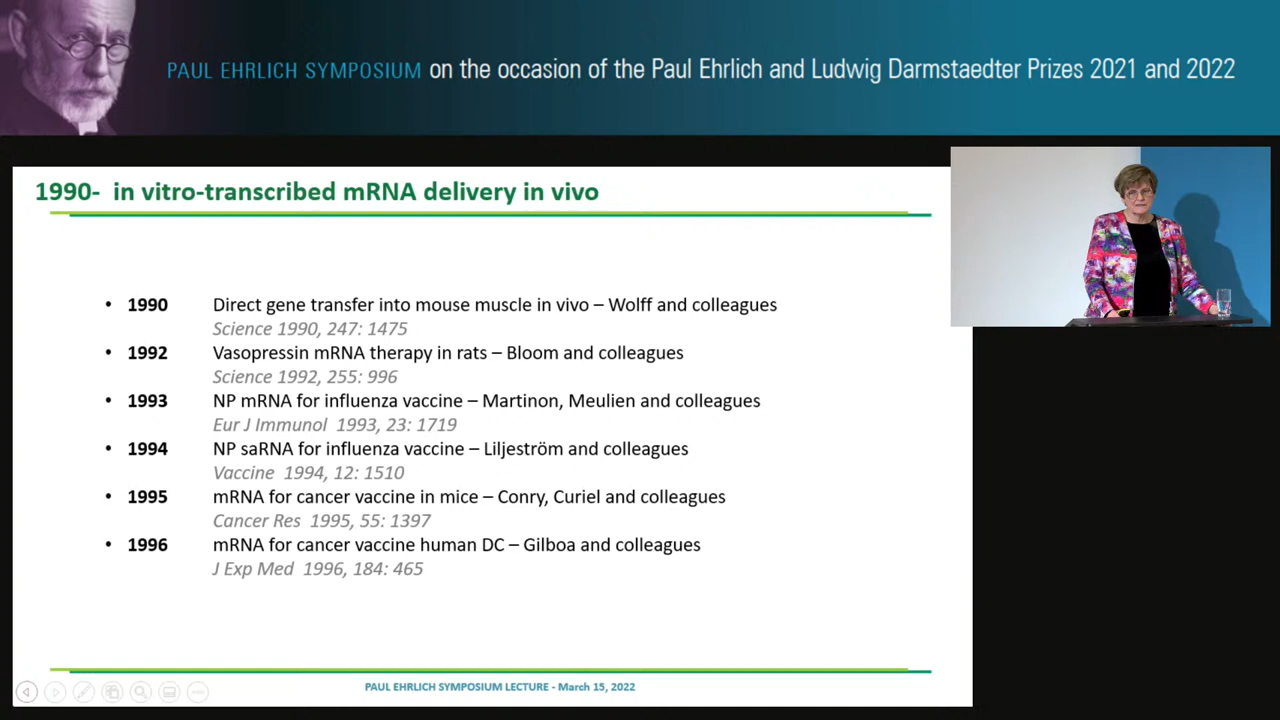 PAUL EHRLICH SYMPOSIUM on the occasion of the Paul Ehrlich and Ludwig Darmstaedter Prizes 2021 and 2022
1990- in vitro-transcribed mRNA delivery in vivo
• 1990 Direct gene transfer into mouse muscle in vivo – Wolff and colleagues
Science 1990, 247: 1475
• 1992 Vasopressin mRNA therapy in rats – Bloom and colleagues
Science 1992, 255: 996
• 1993 NP mRNA for influenza vaccine – Martinon, Meulien and colleagues
Eur J Immunol 1993, 23: 1719
• 1994 NP saRNA for influenza vaccine – Liljeström and colleagues
Vaccine 1994, 12: 1510
• 1995 mRNA for cancer vaccine in mice – Conry, Curiel and colleagues
Cancer Res 1995, 55: 1397
• 1996 mRNA for cancer vaccine human DC – Gilboa and colleagues
J Exp Med 1996, 184: 465
PAUL EHRLICH SYMPOSIUM LECTURE - March 15, 2022